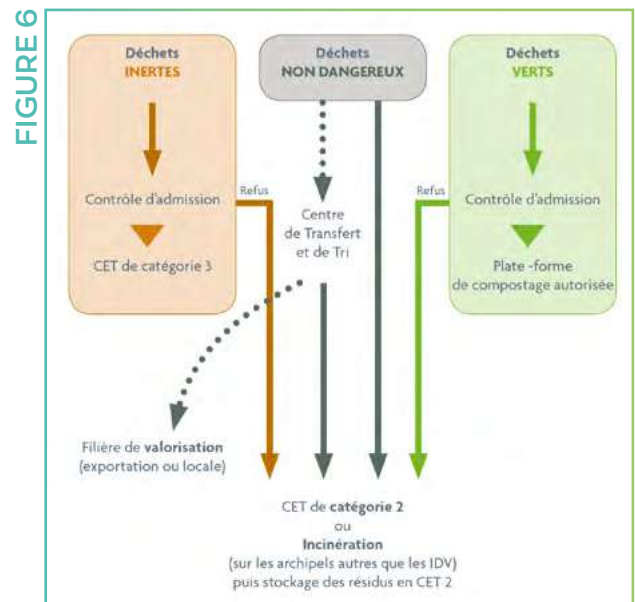 FIGURE 6
Déchets
INERTES
Contrôle d'admission
CET de catégorie 3
Refus
Déchets
NON DANGEREUX
Centre
de Transfert
et de Tri
Déchets
VERTS
Refus
Contrôle d'admission
Plate -forme
de compostage autorisée
Filière de valorisation
(exportation ou locale)
CET de catégorie 2
ou
Incinération
(sur les archipels autres que les IDV)
puis stockage des résidus en CET 2